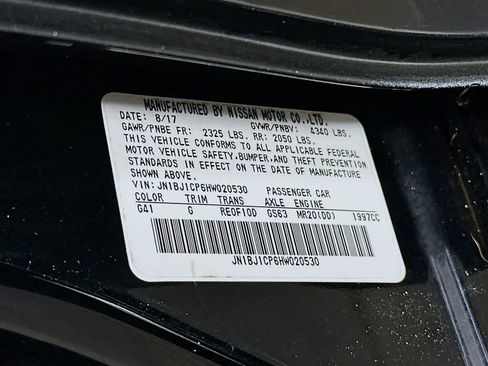 MANUFACTURED BY NISSAN MOTOR CO.,LTD.
DATE: 8/17 GVWR/PNBV: 4340 LBS.
GAWR/PNBE FR: 2325 LBS. RR: 2050 LBS.
THIS VEHICLE CONFORMS TO ALL APPLICABLE FEDERAL
MOTOR VEHICLE SAFETY,BUMPER,AND THEFT PREVENTION
STANDARDS IN EFFECT ON THE DATE OF MANUFACTURE
SHOWN ABOVE.
VIN: JN1BJ1CP6HW020530 PASSENGER CAR
COLOR TRIM TRANS AXLE ENGINE
G41 G RE0F10D GS63 MR20(DD) 1997CC
JN1BJ1CP6HW020530